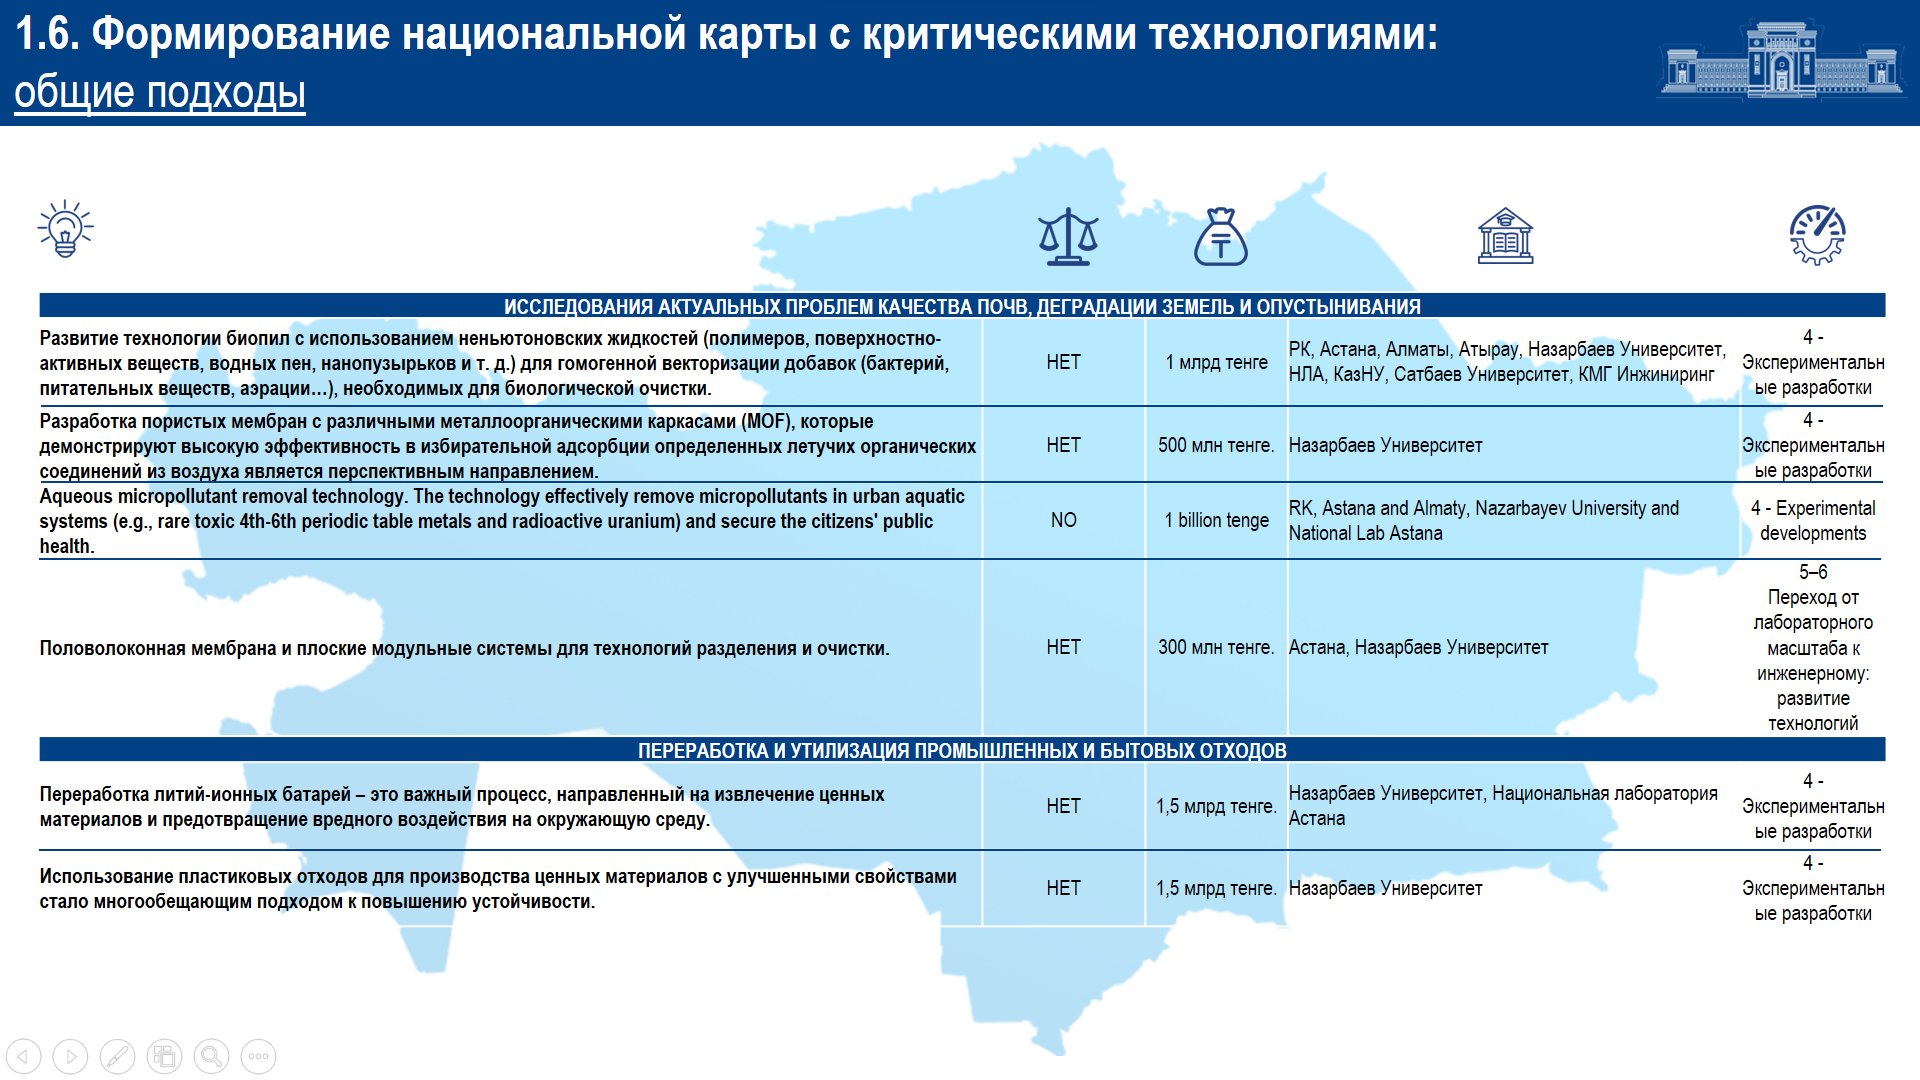 1.6. Формирование национальной карты с критическими технологиями:
общие подходы
ИССЛЕДОВАНИЯ АКТУАЛЬНЫХ ПРОБЛЕМ КАЧЕСТВА ПОЧВ, ДЕГРАДАЦИИ ЗЕМЕЛЬ И ОПУСТЫНИВАНИЯ
Развитие технологии биопил с использованием неньютоновских жидкостей (полимеров, поверхностно-
активных веществ, водных пен, нанопузырьков и т. д.) для гомогенной векторизации добавок (бактерий,
питательных веществ, аэрации…), необходимых для биологической очистки.
НЕТ
1 млрд тенге
РК, Астана, Алматы, Атырау, Назарбаев Университет,
НЛА, КазНУ, Сатбаев Университет, КМГ Инжиниринг
4 -
Экспериментальн
ые разработки
Разработка пористых мембран с различными металлоорганическими каркасами (MOF), которые
демонстрируют высокую эффективность в избирательной адсорбции определенных летучих органических
соединений из воздуха является перспективным направлением.
НЕТ
500 млн тенге.
Назарбаев Университет
4 -
Экспериментальн
ые разработки
Aqueous micropollutant removal technology. The technology effectively remove micropollutants in urban aquatic
systems (e.g., rare toxic 4th-6th periodic table metals and radioactive uranium) and secure the citizens' public
health.
NO
1 billion tenge
RK, Astana and Almaty, Nazarbayev University and
National Lab Astana
4 - Experimental
developments
Половолоконная мембрана и плоские модульные системы для технологий разделения и очистки.
НЕТ
300 млн тенге.
Астана, Назарбаев Университет
5–6
Переход от
лабораторного
масштаба к
инженерному:
развитие
технологий
ПЕРЕРАБОТКА И УТИЛИЗАЦИЯ ПРОМЫШЛЕННЫХ И БЫТОВЫХ ОТХОДОВ
Переработка литий-ионных батарей – это важный процесс, направленный на извлечение ценных
материалов и предотвращение вредного воздействия на окружающую среду.
НЕТ
1,5 млрд тенге.
Назарбаев Университет, Национальная лаборатория
Астана
4 -
Экспериментальн
ые разработки
Использование пластиковых отходов для производства ценных материалов с улучшенными свойствами
стало многообещающим подходом к повышению устойчивости.
НЕТ
1,5 млрд тенге.
Назарбаев Университет
4 -
Экспериментальн
ые разработки